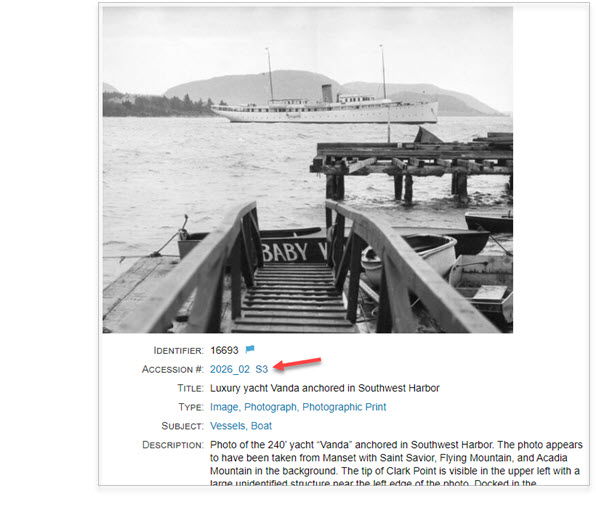 BABY
IDENTIFIER: 16693
ACCESSION #: 2026_02 S3
TITLE: Luxury yacht Vanda anchored in Southwest Harbor
TYPE: Image, Photograph, Photographic Print
SUBJECT: Vessels, Boat
DESCRIPTION: Photo of the 240' yacht “Vanda” anchored in Southwest Harbor. The photo appears
to have been taken from Manset with Saint Savior, Flying Mountain, and Acadia
Mountain in the background. The tip of Clark Point is visible in the upper left with a
large unidentified structure near the left edge of the photo. Docked in the